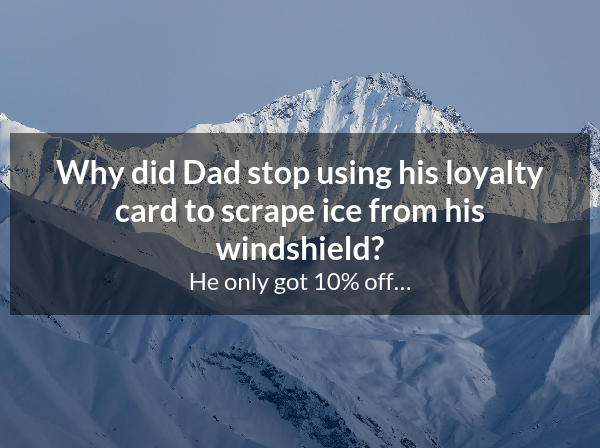 Why did Dad stop using his loyalty
card to scrape ice from his
windshield?
He only got 10% off...